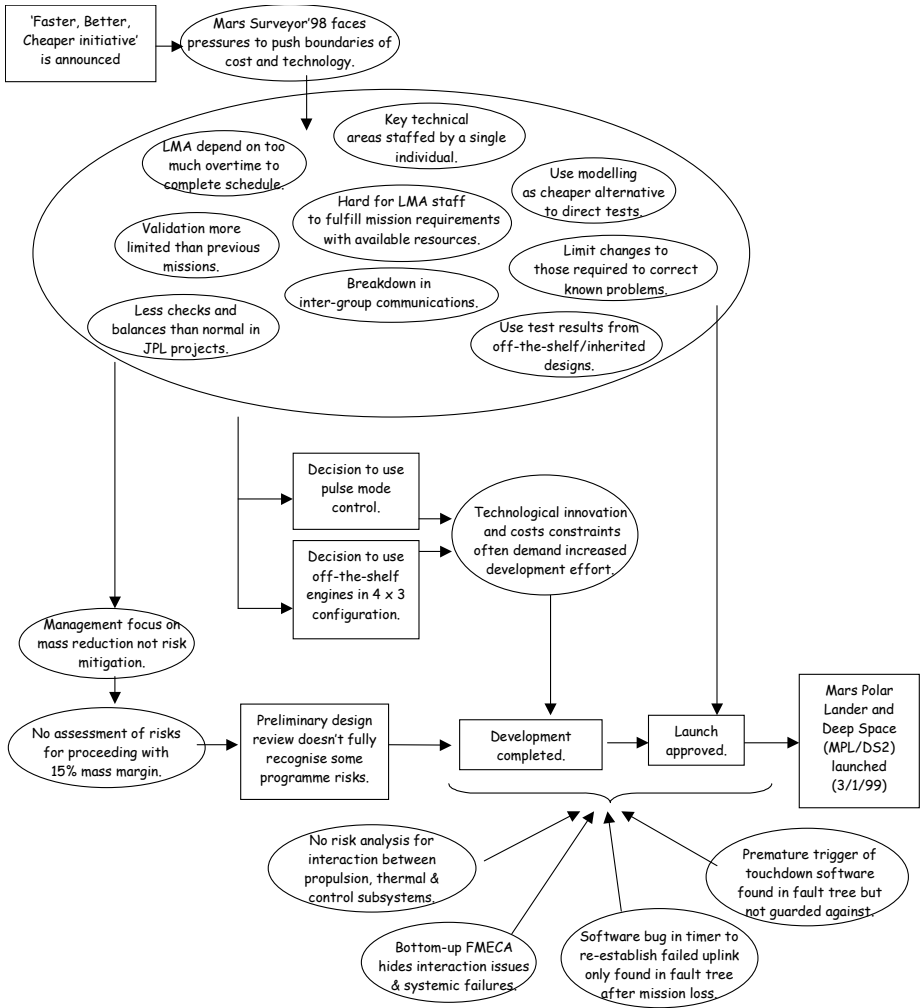 ‘Faster, Better,
Cheaper initiative’
is announced
Mars Surveyor’98 faces
pressures to push boundaries of
cost and technology.
Key technical
areas staffed by a single
individual.
LMA depend on too
much overtime to
complete schedule.
Use modelling
as cheaper alternative
to direct tests.
Hard for LMA staff
to fulfill mission requirements
with available resources.
Validation more
limited than previous
missions.
Limit changes to
those required to correct
known problems.
Breakdown in
inter-group communications.
Less checks and
balances than normal in
JPL projects.
Use test results from
off-the-shelf/inherited
designs.
Decision to use
pulse mode
control.
Technological innovation
and costs constraints
often demand increased
development effort.
Decision to use
off-the-shelf
engines in 4 x 3
configuration.
Management focus on
mass reduction not risk
mitigation.
No assessment of risks
for proceeding with
15% mass margin.
Preliminary design
review doesn’t fully
recognise some
programme risks.
Development
completed.
Launch
approved.
Mars Polar
Lander and
Deep Space
(MPL/DS2)
launched
(3/1/99)
No risk analysis for
interaction between
propulsion, thermal &
control subsystems.
Premature trigger of
touchdown software
found in fault tree but
not guarded against.
Bottom-up FMECA
hides interaction issues
& systemic failures.
Software bug in timer to
re-establish failed uplink
only found in fault tree
after mission loss.